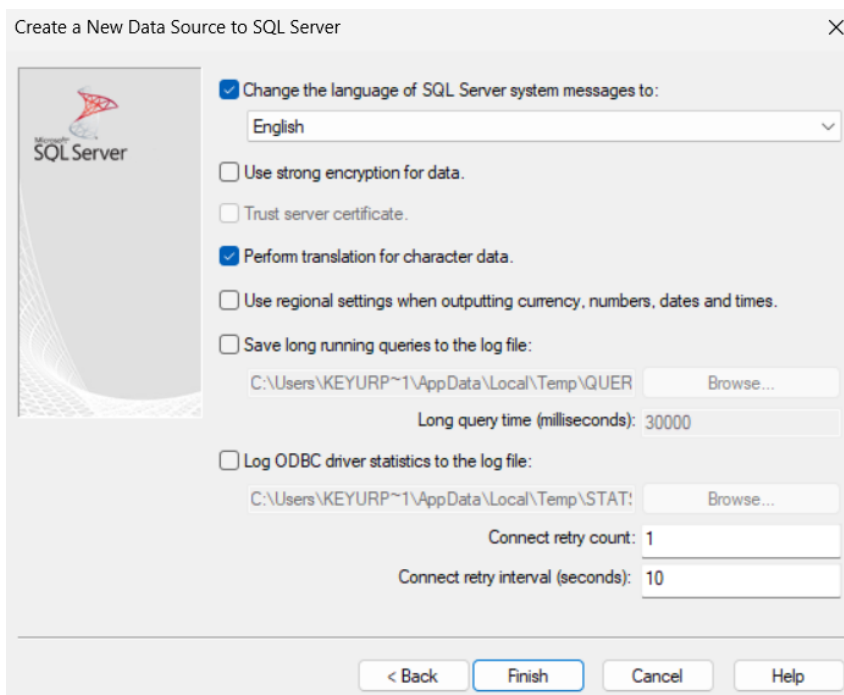 Create a New Data Source to SQL Server
Microsoft®
SQL Server
Change the language of SQL Server system messages to:
English
Use strong encryption for data.
Trust server certificate.
Perform translation for character data.
Use regional settings when outputting currency, numbers, dates and times.
Save long running queries to the log file:
C:\Users\KEYURP~1\AppData\Local\Temp\QUER Browse...
Long query time (milliseconds): 30000
Log ODBC driver statistics to the log file:
C:\Users\KEYURP~1\AppData\Local\Temp\STAT: Browse...
Connect retry count: 1
Connect retry interval (seconds): 10
< Back Finish Cancel Help